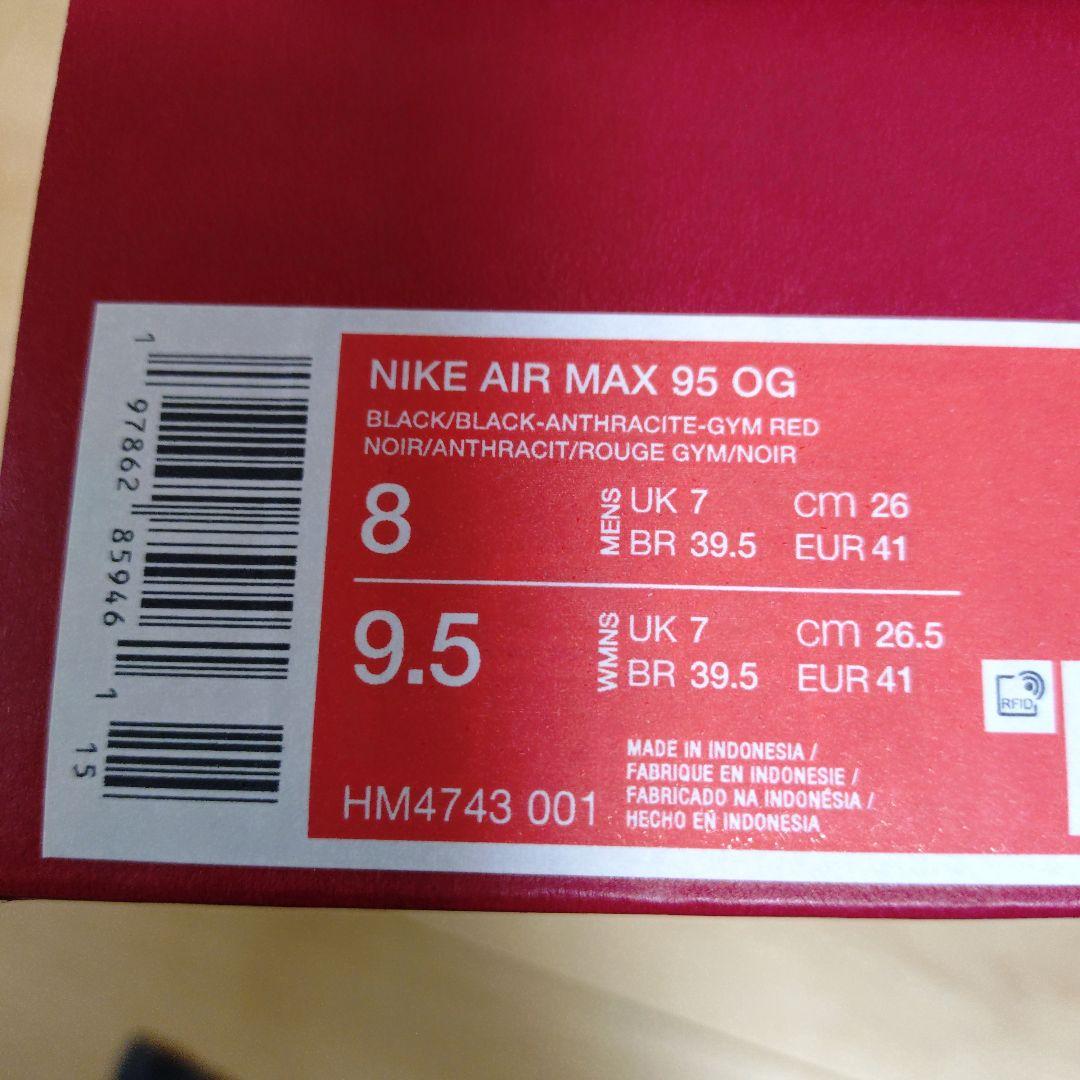 1 97862 85946 1
15
NIKE AIR MAX 95 OG
BLACK/BLACK-ANTHRACITE-GYM RED
NOIR/ANTHRACIT/ROUGE GYM/NOIR
8 MENS UK 7 cm 26
BR 39.5 EUR 41
9.5 WMNS UK 7 cm 26.5
BR 39.5 EUR 41
RFID
MADE IN INDONESIA /
FABRIQUE EN INDONESIE /
FABRICADO NA INDONÉSIA /
HECHO EN INDONESIA
HM4743 001